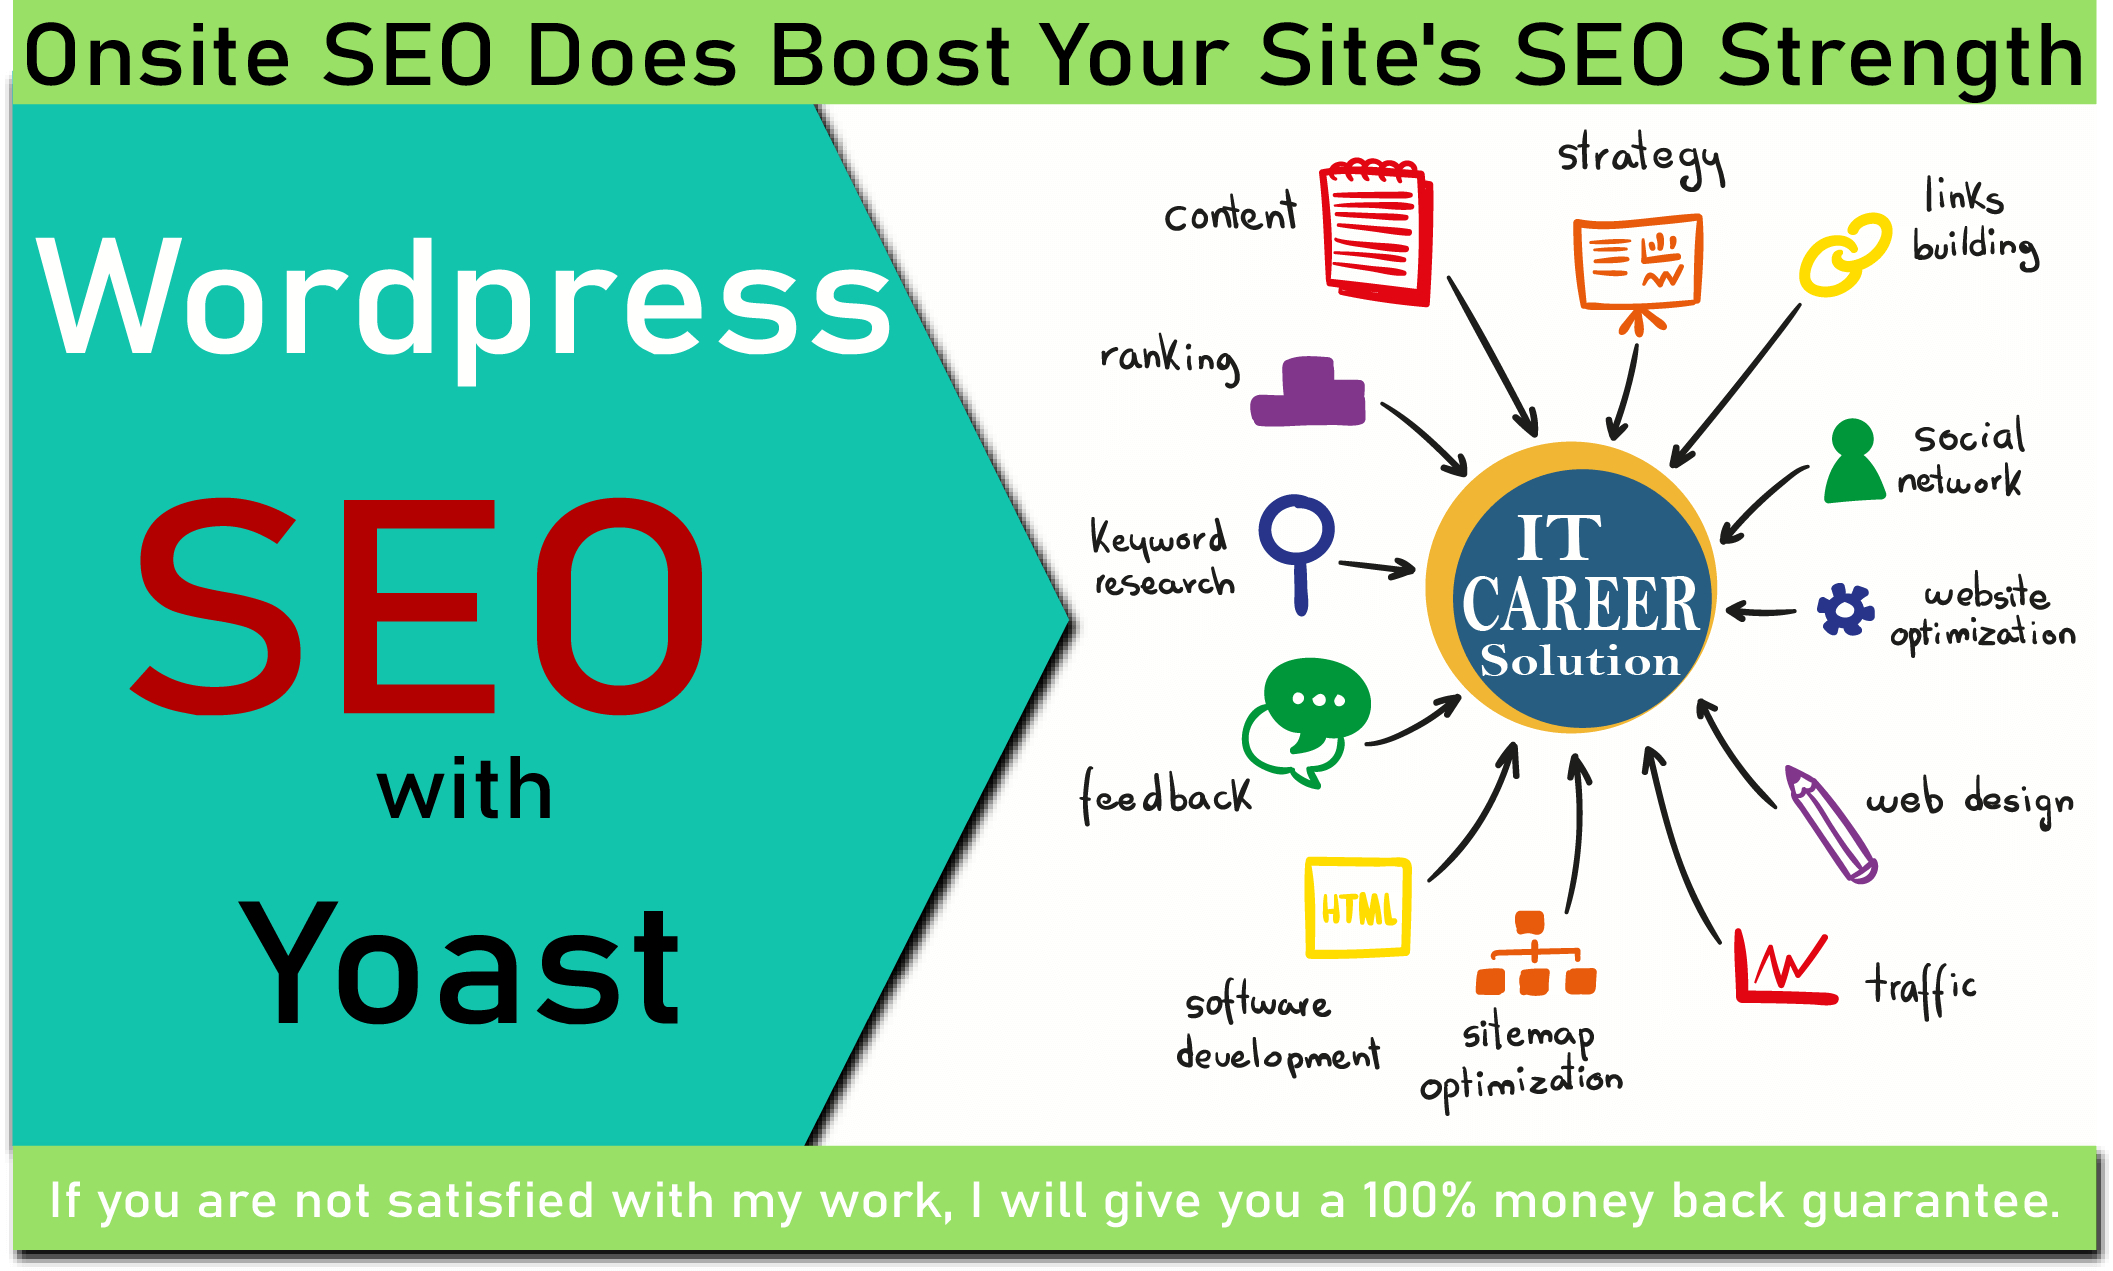 Onsite SEO Does Boost Your Site's SEO Strength
Wordpress
SEO
with
Yoast
content
strategy
links
building
ranking
social
network
Keyword
research
website
optimization
IT
CAREER
Solution
feedback
web design
HTML
software
development
sitemap
optimization
traffic
If you are not satisfied with my work, I will give you a 100% money back guarantee.